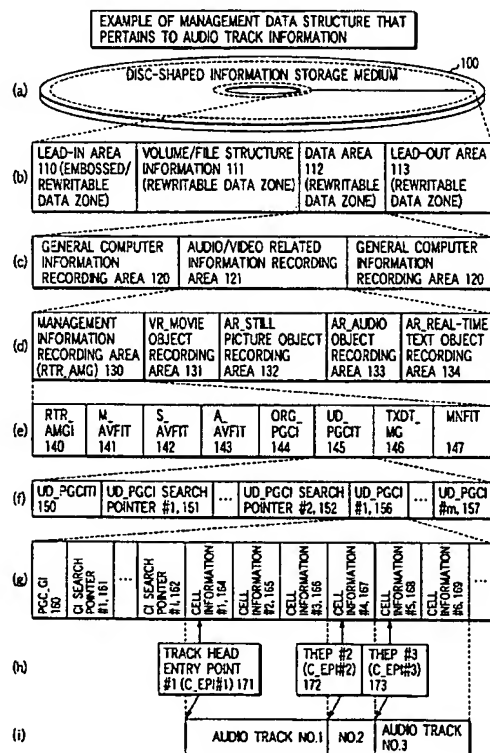 EXAMPLE OF MANAGEMENT DATA STRUCTURE THAT
PERTAINS TO AUDIO TRACK INFORMATION
100
(a)
DISC-SHAPED INFORMATION STORAGE MEDIUM
(b)
LEAD-IN AREA
110 (EMBOSSED/
REWRITABLE
DATA ZONE)
VOLUME/FILE STRUCTURE
INFORMATION 111
(REWRITABLE DATA ZONE)
DATA AREA
112
(REWRITABLE
DATA ZONE)
LEAD-OUT AREA
113
(REWRITABLE
DATA ZONE)
(c)
GENERAL COMPUTER
INFORMATION
RECORDING AREA 120
AUDIO/VIDEO RELATED
INFORMATION RECORDING
AREA 121
GENERAL COMPUTER
INFORMATION
RECORDING AREA 120
(d)
MANAGEMENT
INFORMATION
RECORDING AREA
(RTR_AMG) 130
VR_MOVIE
OBJECT
RECORDING
AREA 131
AR_STILL
PICTURE OBJECT
RECORDING
AREA 132
AR_AUDIO
OBJECT
RECORDING
AREA 133
AR_REAL-TIME
TEXT OBJECT
RECORDING
AREA 134
(e)
RTR_
AMGI
140
M_
AVFIT
141
S_
AVFIT
142
A_
AVFIT
143
ORG_
PGCI
144
UD_
PGCIT
145
TXDT_
MG
146
MNFIT
147
(f)
UD_PGCITI
150
UD_PGCI SEARCH
POINTER #1, 151
...
UD_PGCI SEARCH
POINTER #2, 152
UD_PGCI
#1, 156
...
UD_PGCI
#m, 157
(g)
PGC_GI
160
CI SEARCH
POINTER
#1, 161
...
CI SEARCH
POINTER
#1, 162
CELL
INFORMATION
#1, 164
CELL
INFORMATION
#2, 165
CELL
INFORMATION
#3, 166
CELL
INFORMATION
#4, 167
CELL
INFORMATION
#5, 168
CELL
INFORMATION
#6, 169
...
(h)
TRACK HEAD
ENTRY POINT
#1 (C_EPI#1) 171
THEP #2
(C_EPI#2)
172
THEP #3
(C_EPI#3)
173
(i)
AUDIO TRACK NO.1
NO.2
AUDIO TRACK
NO.3